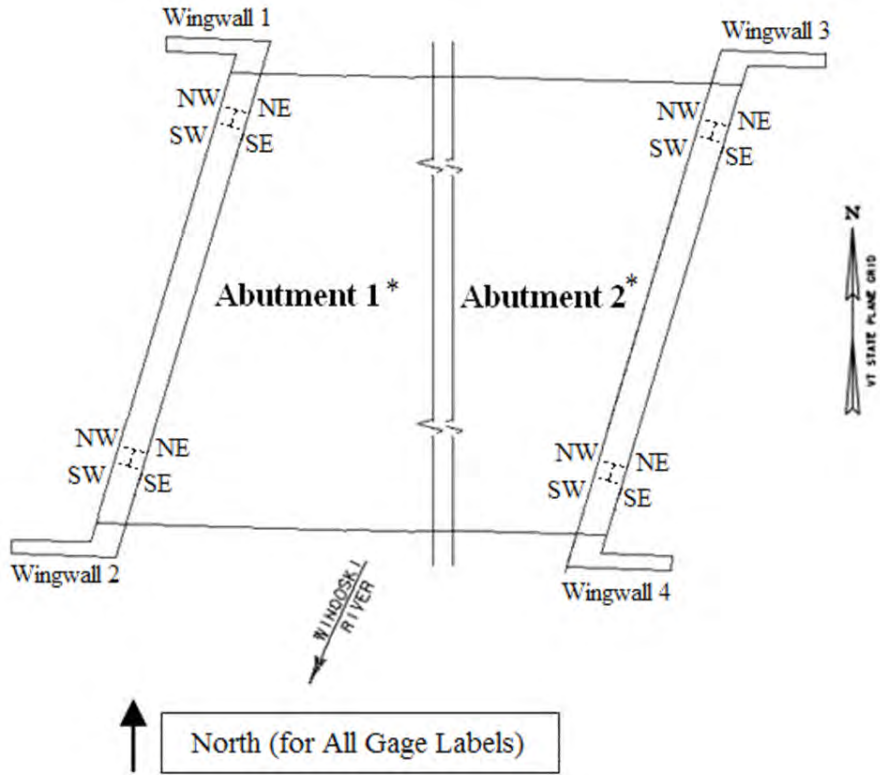 Wingwall 1
Wingwall 3
NW NE
SW SE
NW NE
SW SE
N
VT STATE PLANE GRID
Abutment 1*
Abutment 2*
NW NE
SW SE
NW NE
SW SE
Wingwall 2
Wingwall 4
WINOOSKI
RIVER
North (for All Gage Labels)